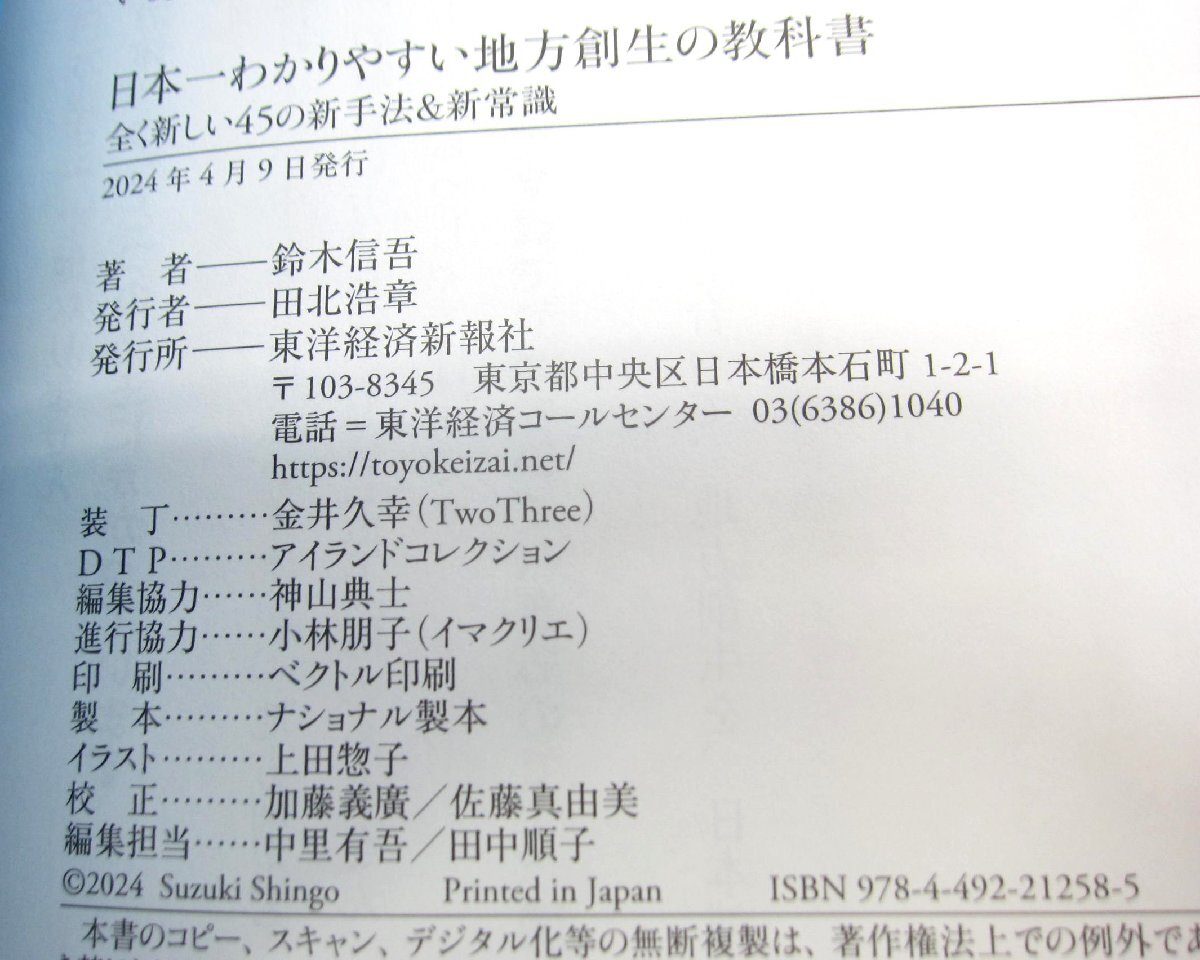 日本一わかりやすい地方創生の教科書
全く新しい45の新手法&新常識
2024年4月9日発行
著　者――鈴木信吾
発行者――田北浩章
発行所――東洋経済新報社
〒103-8345　東京都中央区日本橋本石町 1-2-1
電話＝東洋経済コールセンター 03(6386)1040
https://toyokeizai.net/
装　丁………金井久幸(TwoThree)
ＤＴＰ………アイランドコレクション
編集協力……神山典士
進行協力……小林朋子(イマクリエ)
印　刷………ベクトル印刷
製　本………ナショナル製本
イラスト………上田惣子
校　正………加藤義廣／佐藤真由美
編集担当……中里有吾／田中順子
©2024 Suzuki Shingo　Printed in Japan　ISBN 978-4-492-21258-5
本書のコピー、スキャン、デジタル化等の無断複製は、著作権法上での例外であ